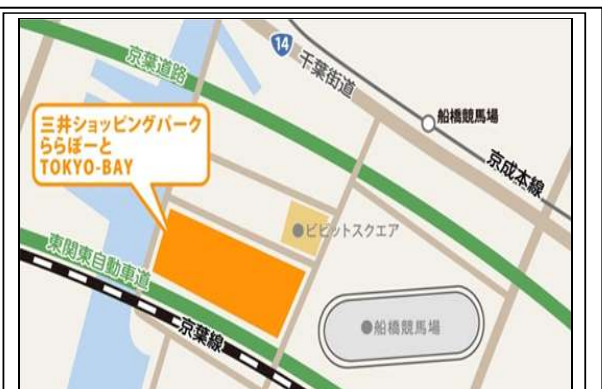 京葉道路
14
千葉街道
船橋競馬場
京成本線
三井ショッピングパーク
ららぽーと
TOKYO-BAY
●ビビットスクエア
東関東自動車道
京葉線
●船橋競馬場